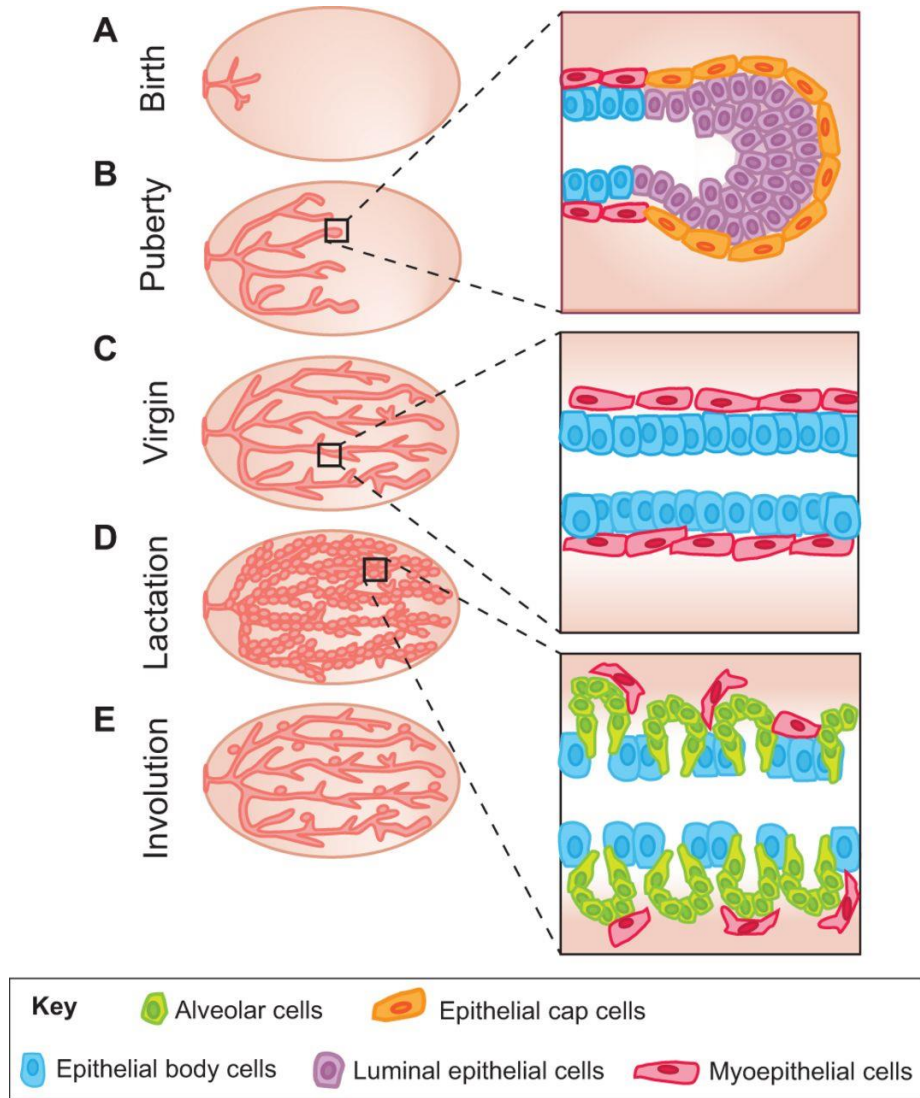 A
Birth
B
Puberty
C
Virgin
D
Lactation
E
Involution
Key
Alveolar cells
Epithelial cap cells
Epithelial body cells
Luminal epithelial cells
Myoepithelial cells